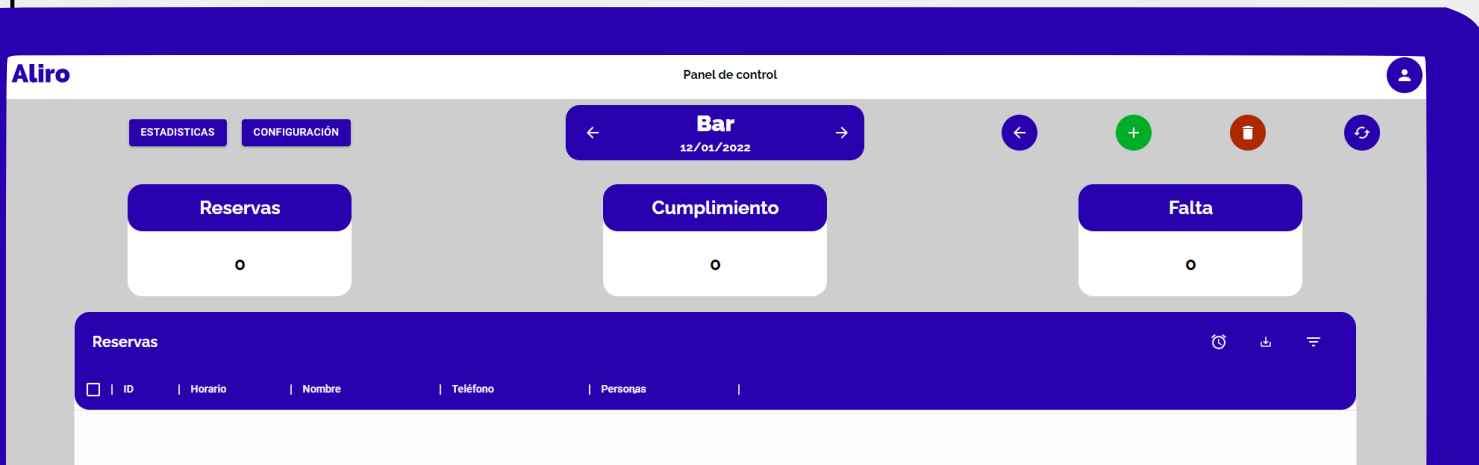 Aliro
Panel de control
ESTADISTICAS
CONFIGURACIÓN
Bar
12/01/2022
Reservas
Cumplimiento
Falta
0
0
0
Reservas
ID
Horario
Nombre
Teléfono
Personas